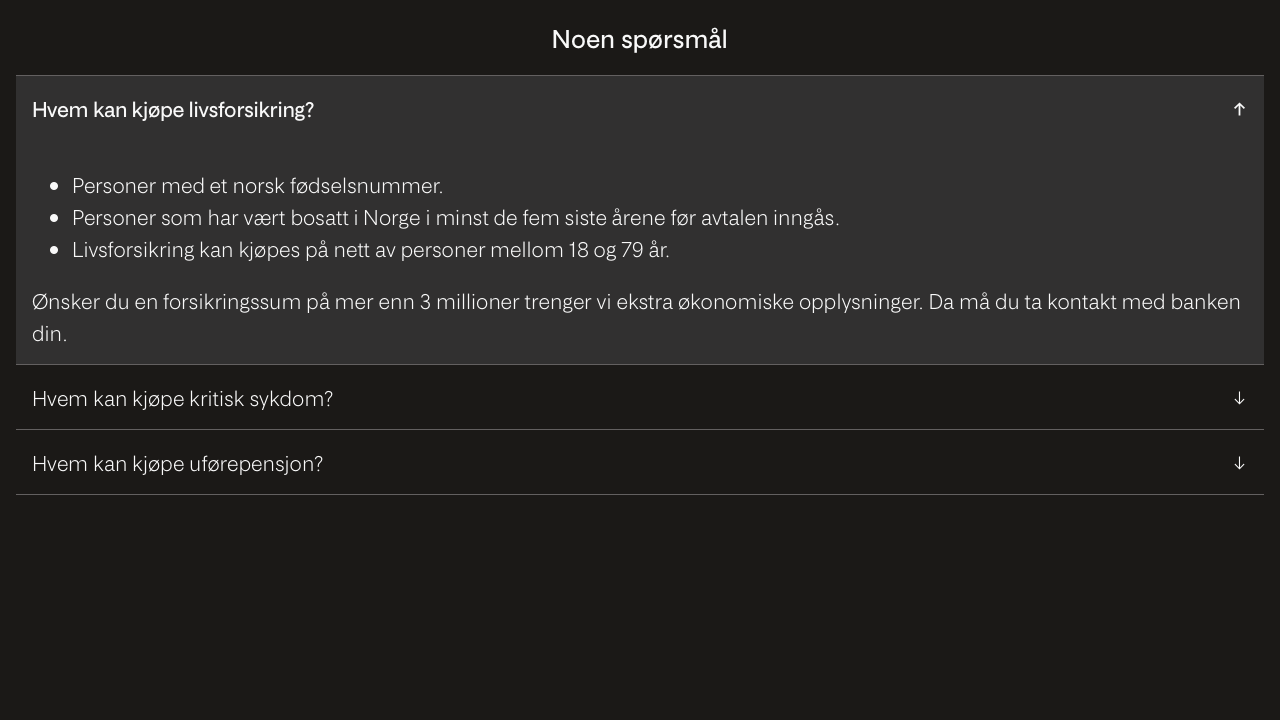 Noen spørsmål
Hvem kan kjøpe livsforsikring?
Personer med et norsk fødselsnummer.
Personer som har vært bosatt i Norge i minst de fem siste årene før avtalen inngås.
Livsforsikring kan kjøpes på nett av personer mellom 18 og 79 år.
Ønsker du en forsikringssum på mer enn 3 millioner trenger vi ekstra økonomiske opplysninger. Da må du ta kontakt med banken
din.
Hvem kan kjøpe kritisk sykdom?
Hvem kan kjøpe uførepensjon?